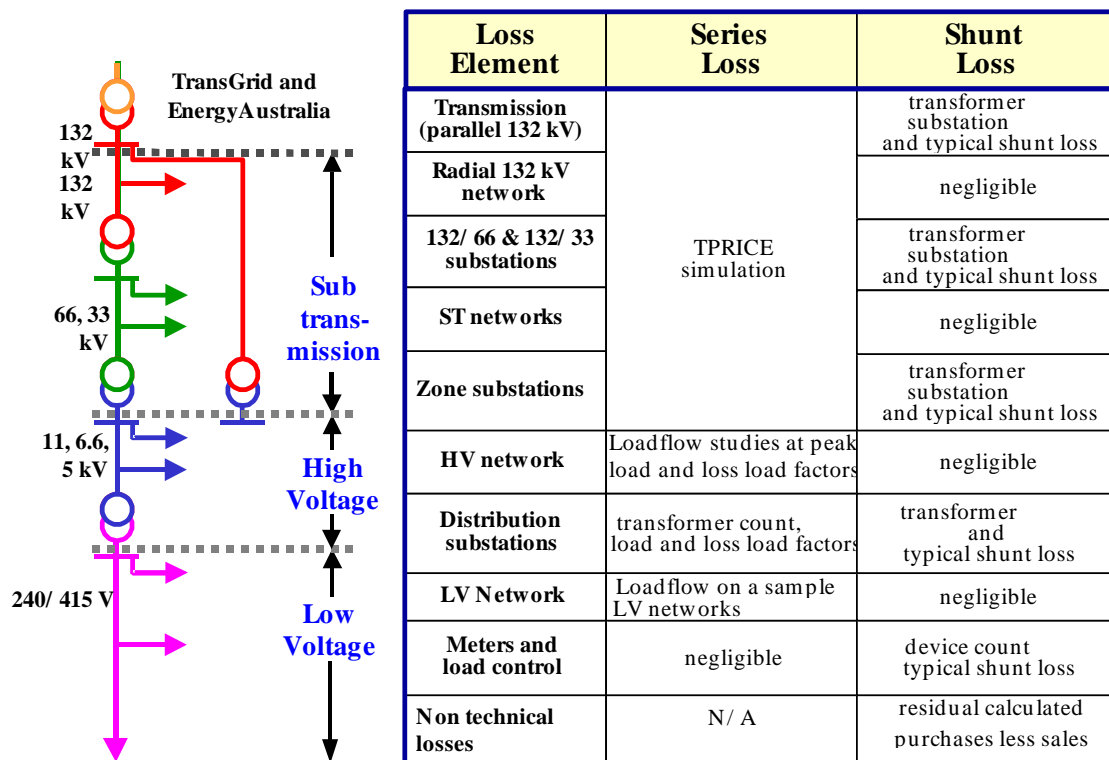 TransGrid and
EnergyAustralia
132
kV
132
kV
66, 33
kV
11, 6.6,
5 kV
240/ 415 V
Sub
trans-
mission
High
Voltage
Low
Voltage
Loss
Element
Series
Loss
Shunt
Loss
Transmission
(parallel 132 kV)
TPRICE
simulation
transformer
substation
and typical shunt loss
Radial 132 kV
network
negligible
132/ 66 & 132/ 33
substations
transformer
substation
and typical shunt loss
ST networks
negligible
Zone substations
transformer
substation
and typical shunt loss
HV network
Loadflow studies at peak
load and loss load factors
negligible
Distribution
substations
transformer count,
load and loss load factors
transformer
and
typical shunt loss
LV Network
Loadflow on a sample
LV networks
negligible
Meters and
load control
negligible
device count
typical shunt loss
Non technical
losses
N/ A
residual calculated
purchases less sales